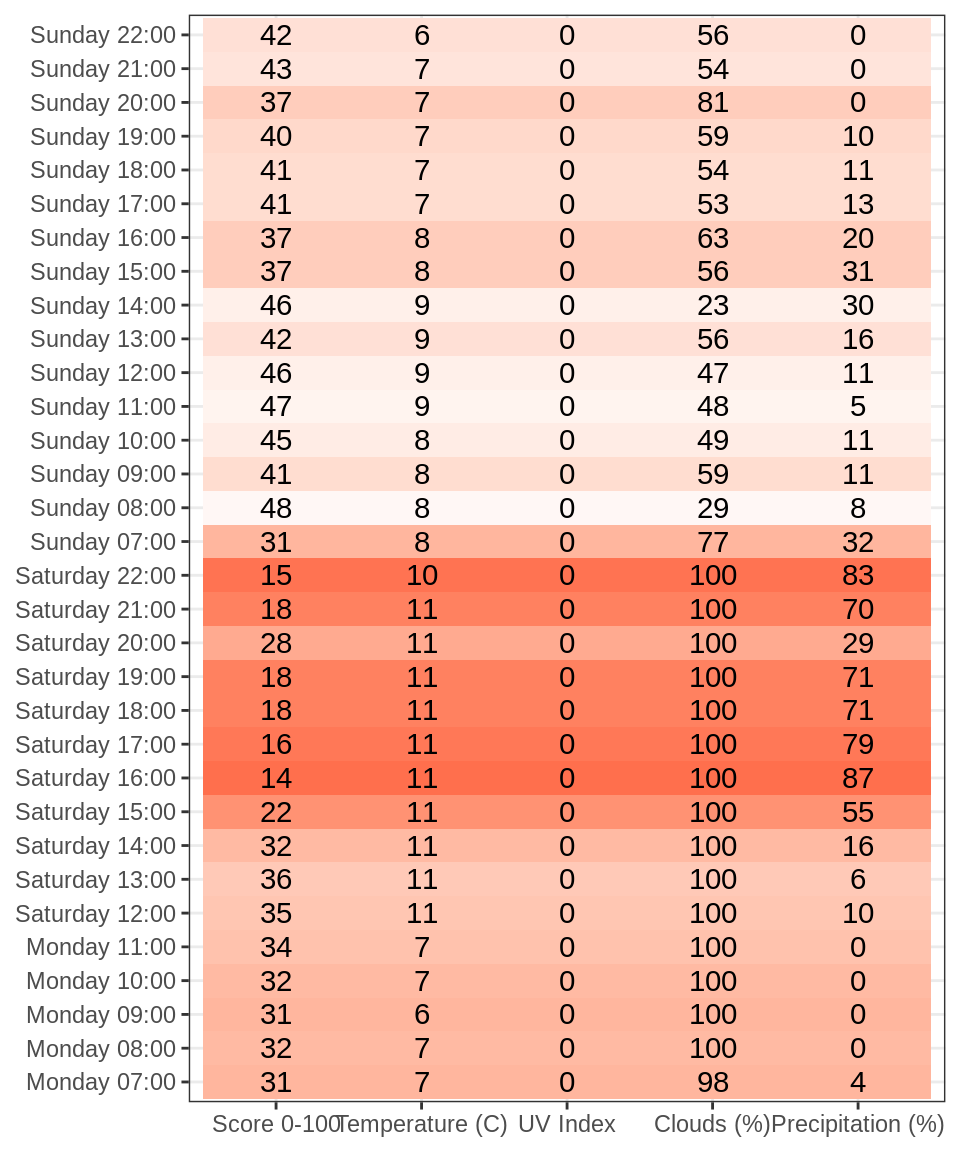 Sunday 22:00 42 6 0 56 0
Sunday 21:00 43 7 0 54 0
Sunday 20:00 37 7 0 81 0
Sunday 19:00 40 7 0 59 10
Sunday 18:00 41 7 0 54 11
Sunday 17:00 41 7 0 53 13
Sunday 16:00 37 8 0 63 20
Sunday 15:00 37 8 0 56 31
Sunday 14:00 46 9 0 23 30
Sunday 13:00 42 9 0 56 16
Sunday 12:00 46 9 0 47 11
Sunday 11:00 47 9 0 48 5
Sunday 10:00 45 8 0 49 11
Sunday 09:00 41 8 0 59 11
Sunday 08:00 48 8 0 29 8
Sunday 07:00 31 8 0 77 32
Saturday 22:00 15 10 0 100 83
Saturday 21:00 18 11 0 100 70
Saturday 20:00 28 11 0 100 29
Saturday 19:00 18 11 0 100 71
Saturday 18:00 18 11 0 100 71
Saturday 17:00 16 11 0 100 79
Saturday 16:00 14 11 0 100 87
Saturday 15:00 22 11 0 100 55
Saturday 14:00 32 11 0 100 16
Saturday 13:00 36 11 0 100 6
Saturday 12:00 35 11 0 100 10
Monday 11:00 34 7 0 100 0
Monday 10:00 32 7 0 100 0
Monday 09:00 31 6 0 100 0
Monday 08:00 32 7 0 100 0
Monday 07:00 31 7 0 98 4
Score 0-100 Temperature (C) UV Index Clouds (%) Precipitation (%)